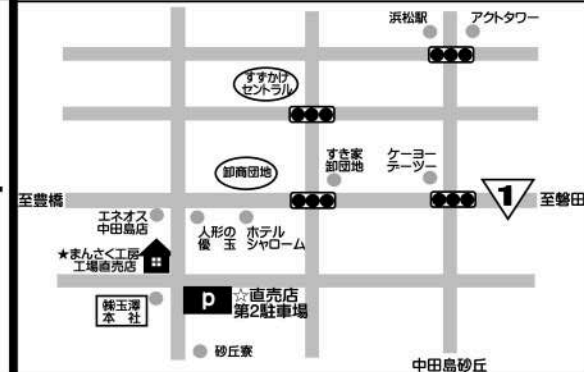 浜松駅
アクトタワー
すずかけ
セントラル
卸商団地
すき家
卸団地
ケーヨー
デーツー
至豊橋
1
至磐田
エネオス
中田島店
人形の
優玉
ホテル
シャローム
★まんさく工房
工場直売店
㈱玉澤
本社
P
☆直売店
第2駐車場
砂丘寮
中田島砂丘